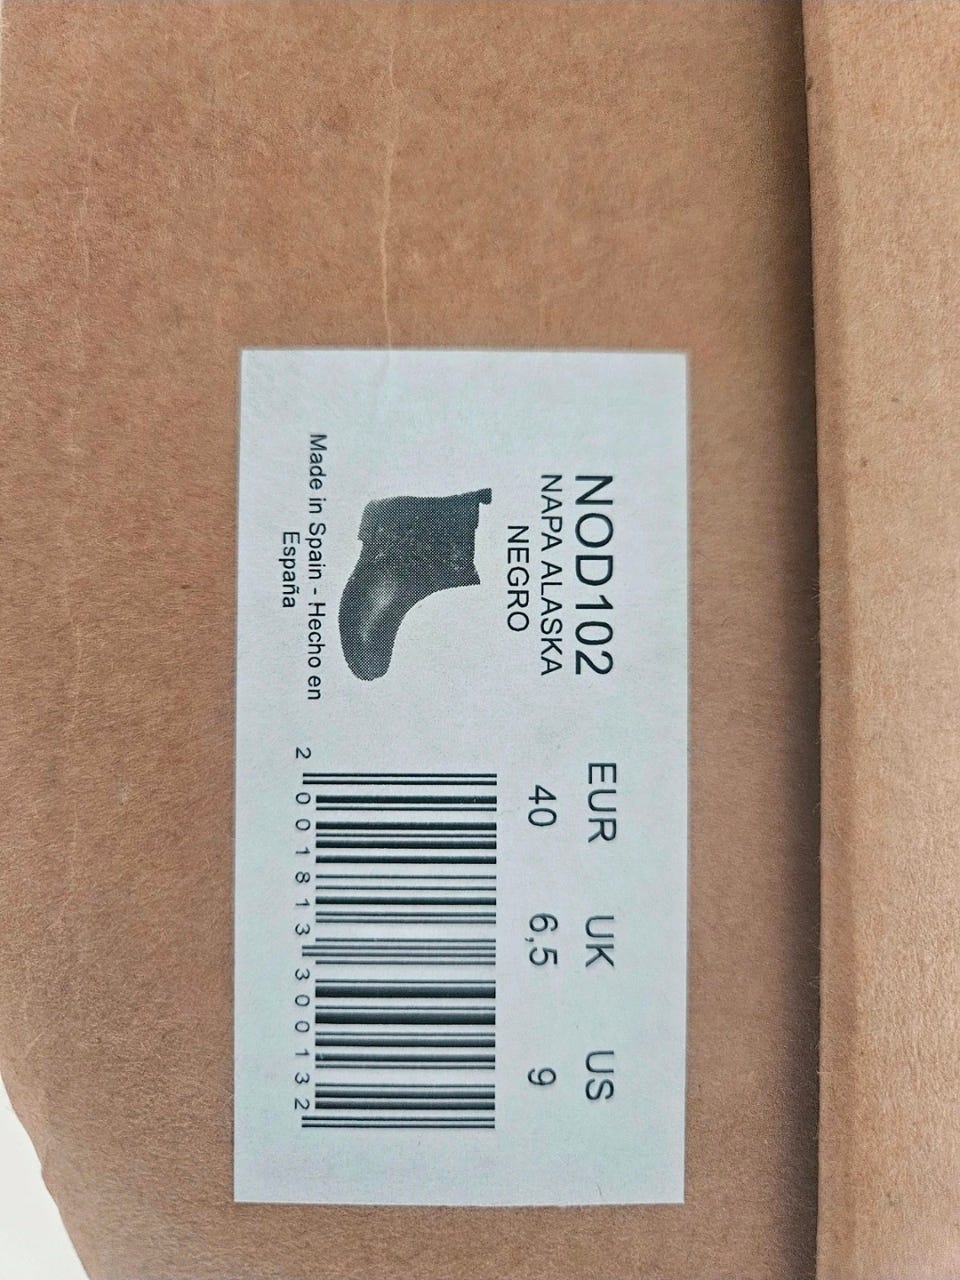 NOD102
NAPA ALASKA
NEGRO
Made in Spain - Hecho en
España
EUR UK US
40 6,5 9
2 001813 300132